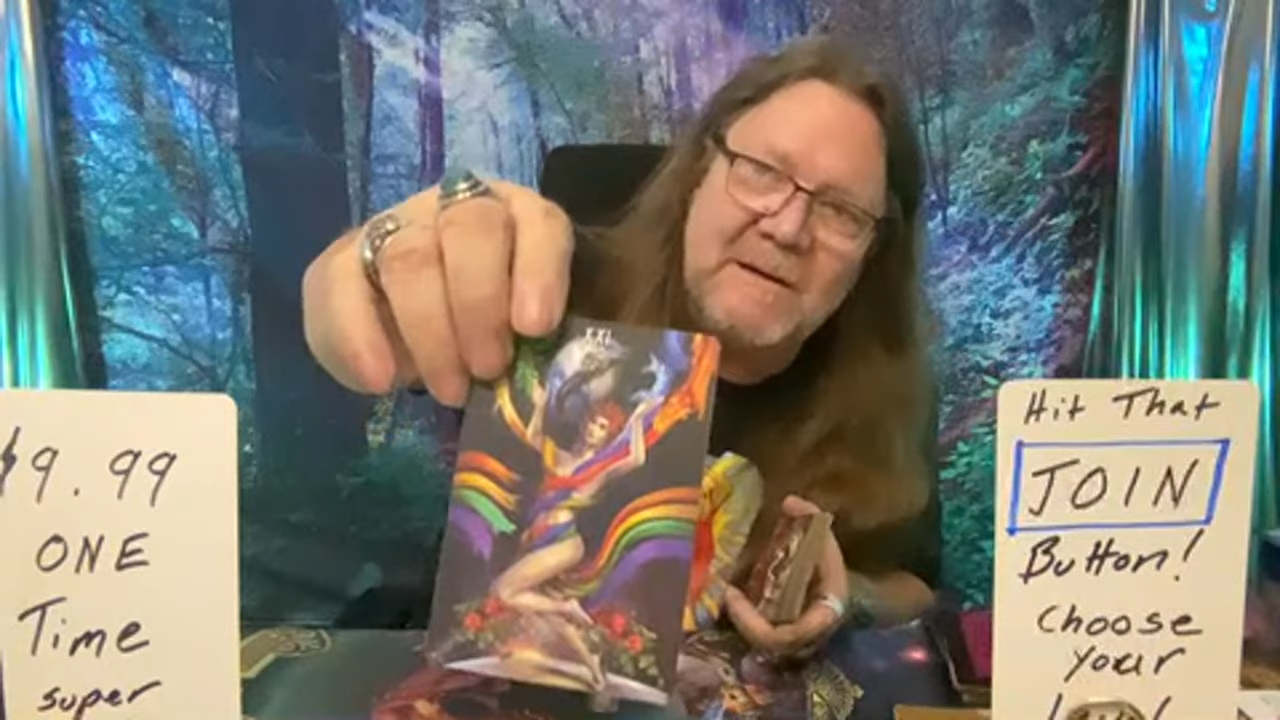 $9.99
ONE
Time
super
XXI
Hit That
JOIN
Button!
Choose
your